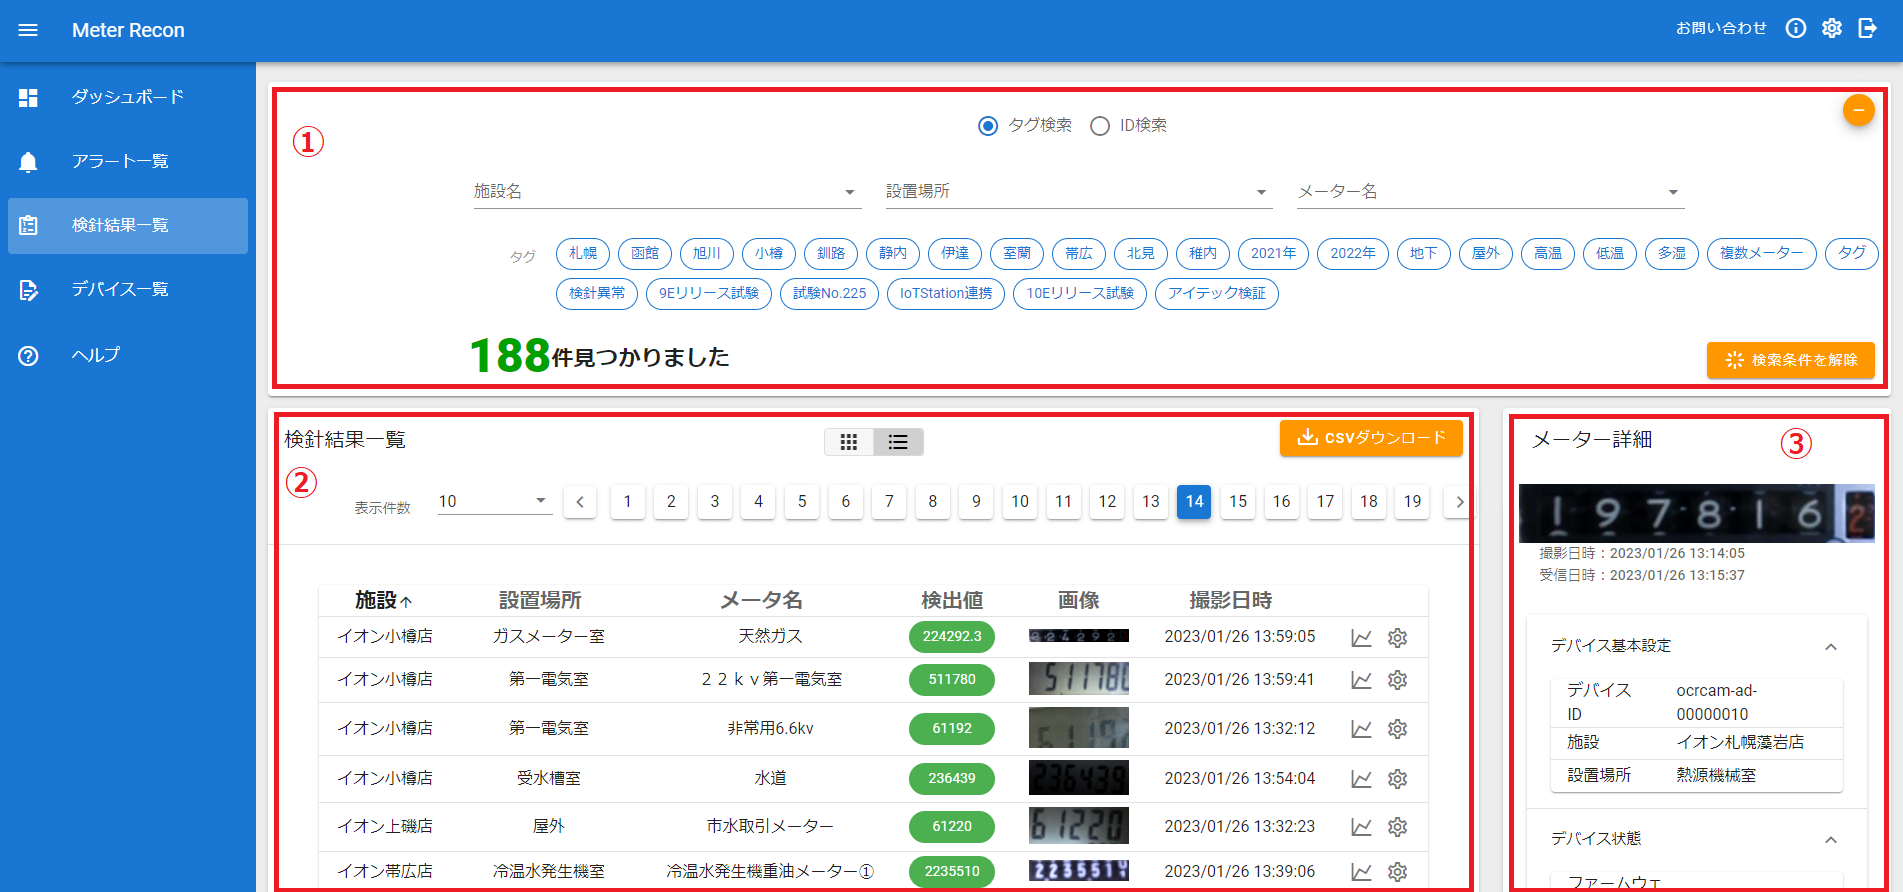 Meter Recon
お問い合わせ
ダッシュボード
アラート一覧
検針結果一覧
デバイス一覧
ヘルプ
①
タグ検索 ID検索
施設名 設置場所 メーター名
タグ 札幌 函館 旭川 小樽 釧路 静内 伊達 室蘭 帯広 北見 稚内 2021年 2022年 地下 屋外 高温 低温 多湿 複数メーター タグ
検針異常 9Eリリース試験 試験No.225 IoTStation連携 10Eリリース試験 アイテック検証
188件見つかりました
検索条件を解除
検針結果一覧
CSVダウンロード
②
表示件数 10 1 2 3 4 5 6 7 8 9 10 11 12 13 14 15 16 17 18 19
施設 設置場所 メータ名 検出値 画像 撮影日時
イオン小樽店 ガスメーター室 天然ガス 224292.3 224292 2023/01/26 13:59:05
イオン小樽店 第一電気室 ２２ｋｖ第一電気室 511780 511780 2023/01/26 13:59:41
イオン小樽店 第一電気室 非常用6.6kv 61192 61192 2023/01/26 13:32:12
イオン小樽店 受水槽室 水道 236439 236439 2023/01/26 13:54:04
イオン上磯店 屋外 市水取引メーター 61220 61220 2023/01/26 13:32:23
イオン帯広店 冷温水発生機室 冷温水発生機重油メーター① 2235510 223551 2023/01/26 13:39:06
メーター詳細
③
197816 2
撮影日時：2023/01/26 13:14:05
受信日時：2023/01/26 13:15:37
デバイス基本設定
デバイス ocrcam-ad-
ID 00000010
施設 イオン札幌藻岩店
設置場所 熱源機械室
デバイス状態
ファームウェ